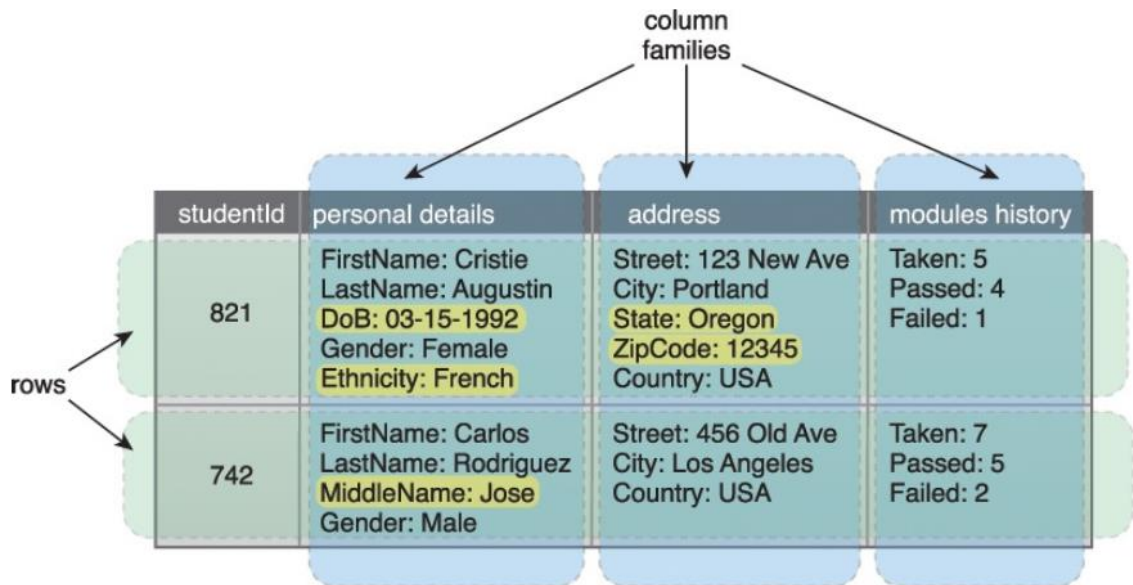 column
families
studentId
personal details
address
modules history
821
FirstName: Cristie
LastName: Augustin
DoB: 03-15-1992
Gender: Female
Ethnicity: French
Street: 123 New Ave
City: Portland
State: Oregon
ZipCode: 12345
Country: USA
Taken: 5
Passed: 4
Failed: 1
rows
742
FirstName: Carlos
LastName: Rodriguez
MiddleName: Jose
Gender: Male
Street: 456 Old Ave
City: Los Angeles
Country: USA
Taken: 7
Passed: 5
Failed: 2